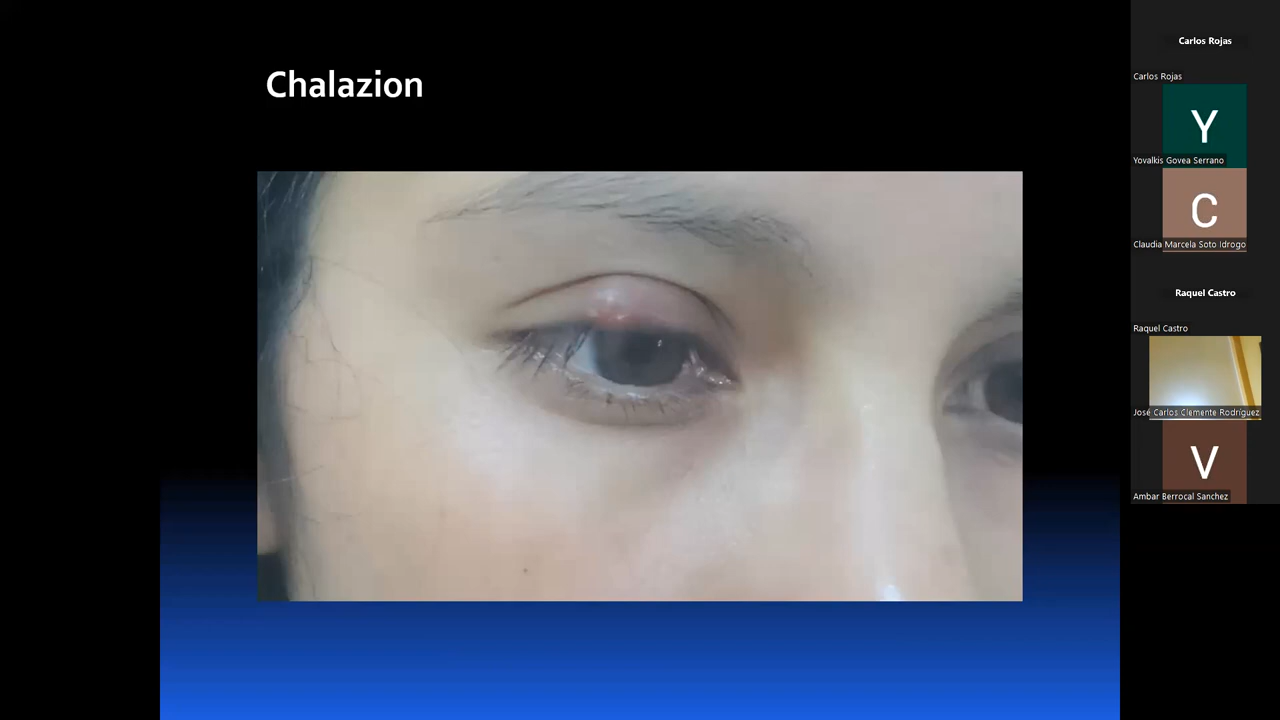 Chalazion
Carlos Rojas
Carlos Rojas
Y
Yovalkis Govea Serrano
C
Claudia Marcela Soto Idrogo
Raquel Castro
Raquel Castro
José Carlos Clemente Rodríguez
V
Ambar Berrocal Sanchez